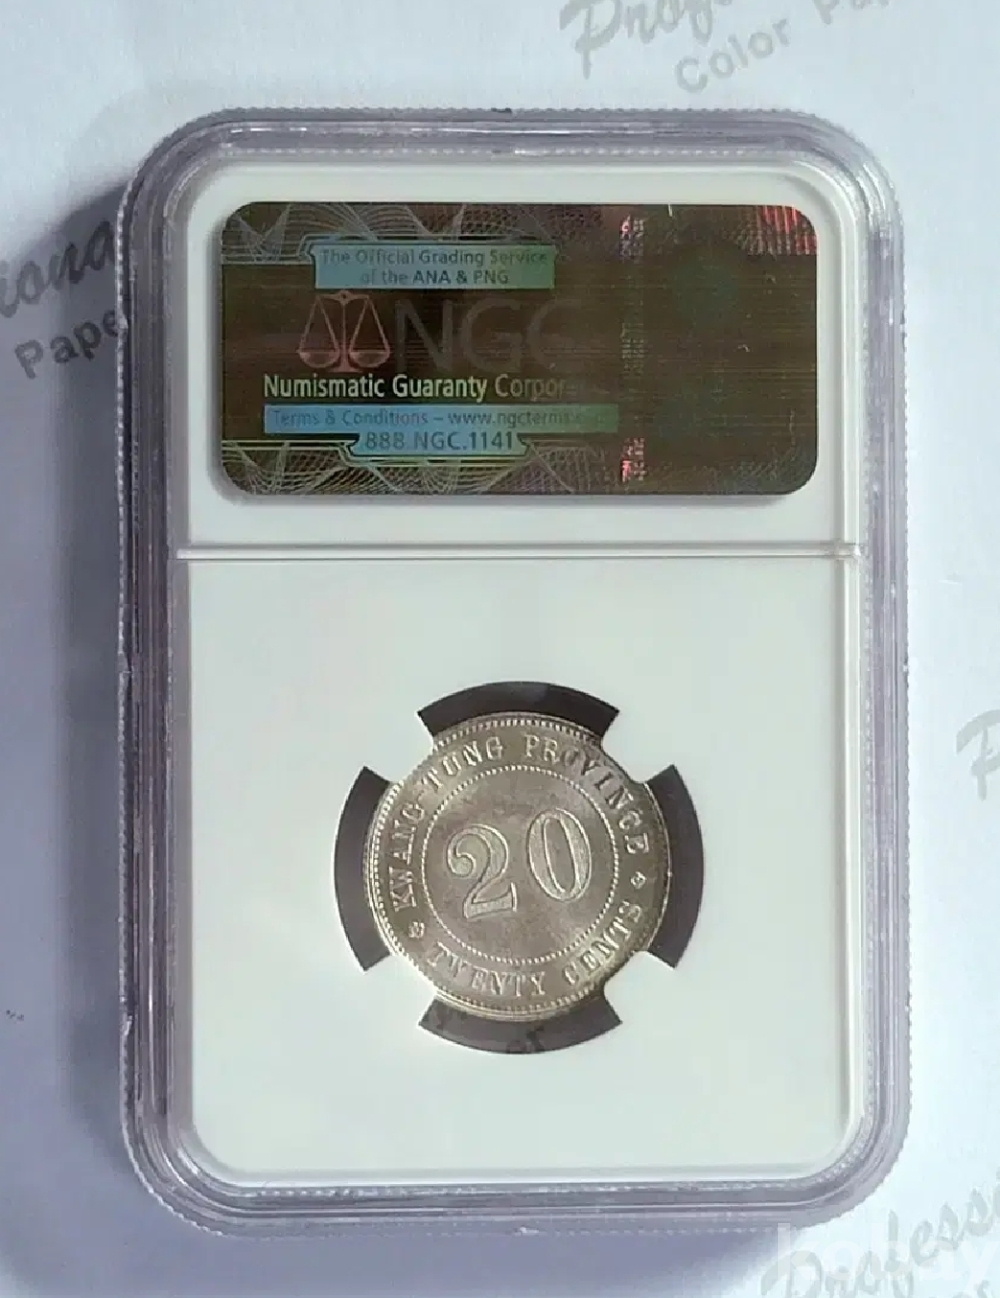 Color
The Official Grading Service
of the ANA & PNG
NGC
Numismatic Guaranty Corpor
Terms & Conditions – www.ngcterms.
888.NGC.1141
KWANG-TUNG PROVINCE
20
TWENTY CENTS